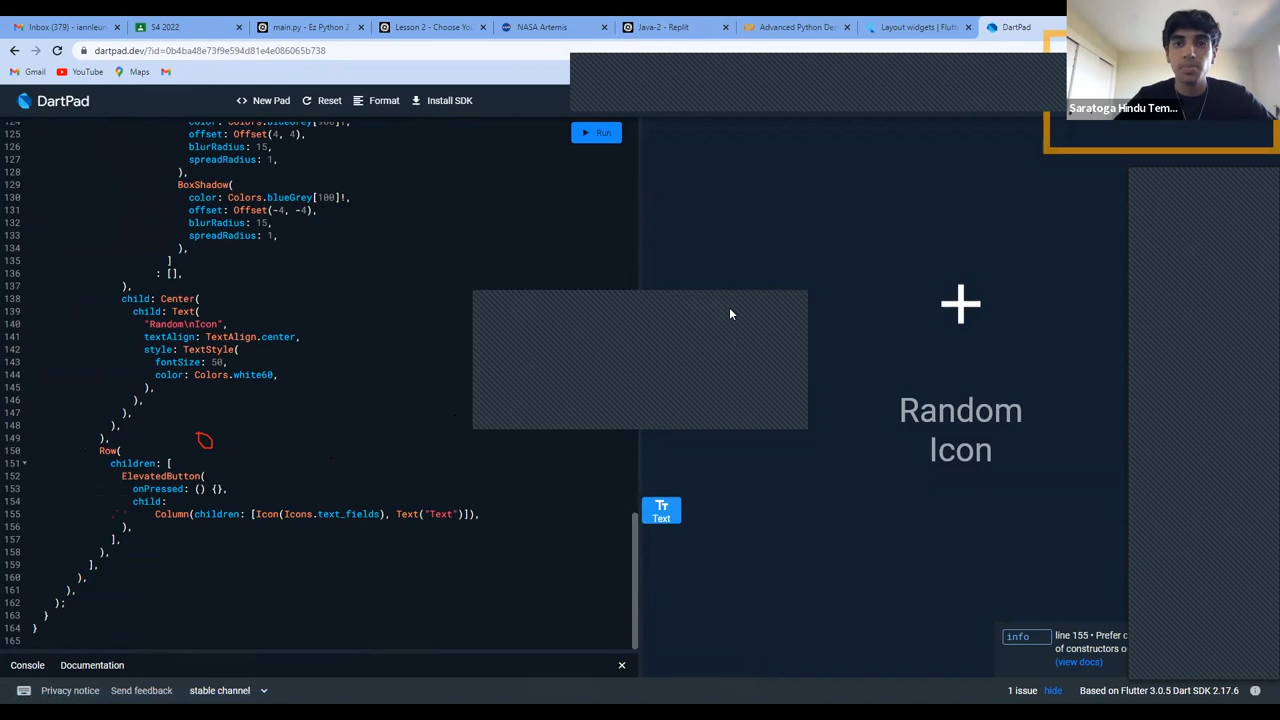 Inbox (379) - iannleun
S4 2022
main.py - Ez Python 2
Lesson 2 - Choose You
NASA Artemis
Java-2 - Replit
Advanced Python De
Layout widgets | Flutt
DartPad
dartpad.dev/?id=0b4ba48e73f9e594d81e4e086065b738
Gmail
YouTube
Maps
Saratoga Hindu Tem...
DartPad
New Pad
Reset
Format
Install SDK
Run
124 color: Colors.blueGrey[900]!,
125 offset: Offset(4, 4),
126 blurRadius: 15,
127 spreadRadius: 1,
128 ),
129 BoxShadow(
130 color: Colors.blueGrey[100]!,
131 offset: Offset(-4, -4),
132 blurRadius: 15,
133 spreadRadius: 1,
134 ),
135 ]
136 : [],
137 ),
138 child: Center(
139 child: Text(
140 "Random\nIcon",
141 textAlign: TextAlign.center,
142 style: TextStyle(
143 fontSize: 50,
144 color: Colors.white60,
145 ),
146 ),
147 ),
148 ),
149 ),
150 Row(
151 children: [
152 ElevatedButton(
153 onPressed: () {},
154 child:
155 Column(children: [Icon(Icons.text_fields), Text("Text")]),
156 ),
157 ],
158 ),
159 ],
160 ),
161 ),
162 );
163 }
164 }
165
Random
Icon
Tт
Text
info
line 155 • Prefer c
of constructors o
(view docs)
Console
Documentation
Privacy notice
Send feedback
stable channel
1 issue
hide
Based on Flutter 3.0.5 Dart SDK 2.17.6